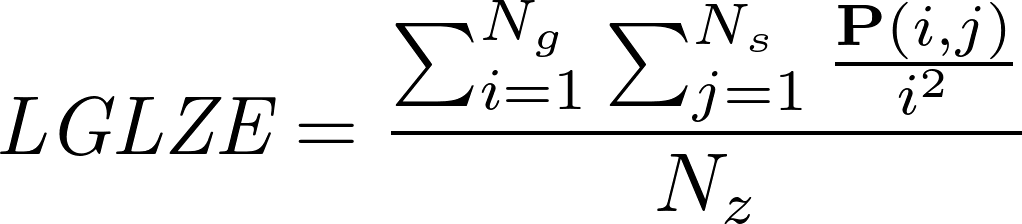 LGLZE = \frac{\sum_{i=1}^{N_g} \sum_{j=1}^{N_s} \frac{\mathbf{P}(i,j)}{i^2}}{N_z}